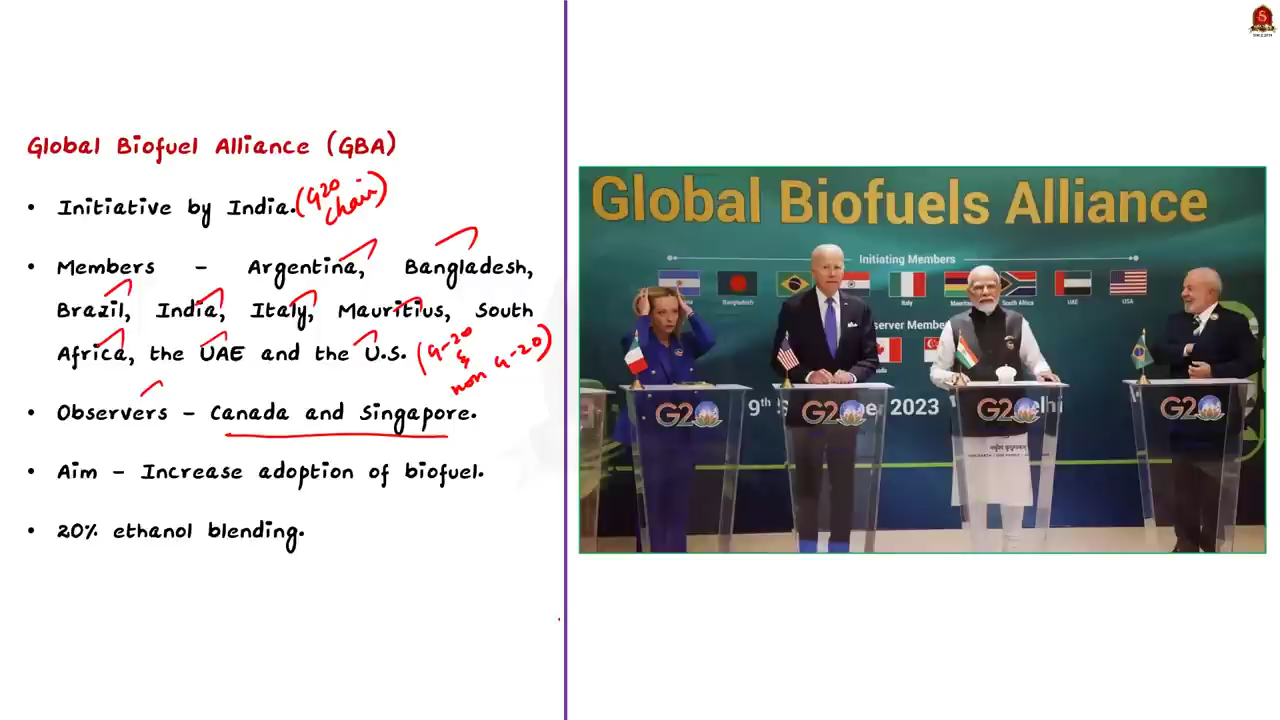 Global Biofuel Alliance (GBA)
• Initiative by India. (G20 chair)
• Members – Argentina, Bangladesh,
Brazil, India, Italy, Mauritius, South
Africa, the UAE and the U.S. (G-20 & non G-20)
• Observers – Canada and Singapore.
• Aim – Increase adoption of biofuel.
• 20% ethanol blending.
Global Biofuels Alliance
Initiating Members
Bangladesh Italy South Africa UAE USA
G20 G20 G20 G20
9th 2023